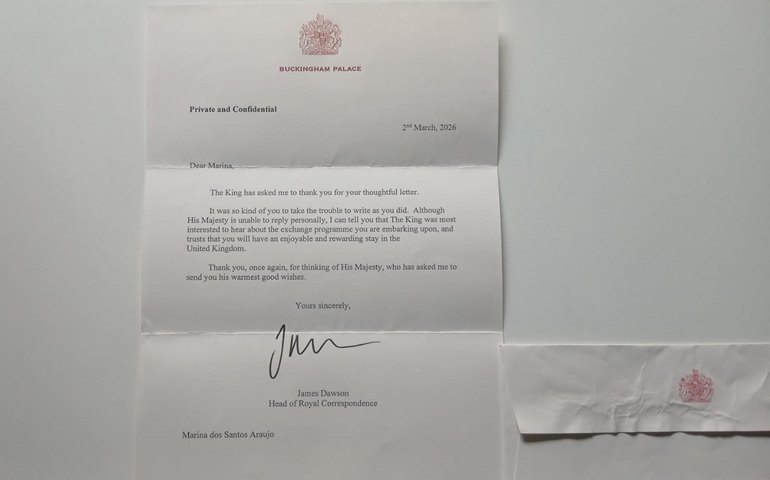 BUCKINGHAM PALACE
Private and Confidential
2nd March, 2026
Dear Marina,
The King has asked me to thank you for your thoughtful letter.
It was so kind of you to take the trouble to write as you did. Although
His Majesty is unable to reply personally, I can tell you that The King was most
interested to hear about the exchange programme you are embarking upon, and
trusts that you will have an enjoyable and rewarding stay in the
United Kingdom.
Thank you, once again, for thinking of His Majesty, who has asked me to
send you his warmest good wishes.
Yours sincerely,
James Dawson
Head of Royal Correspondence
Marina dos Santos Araujo